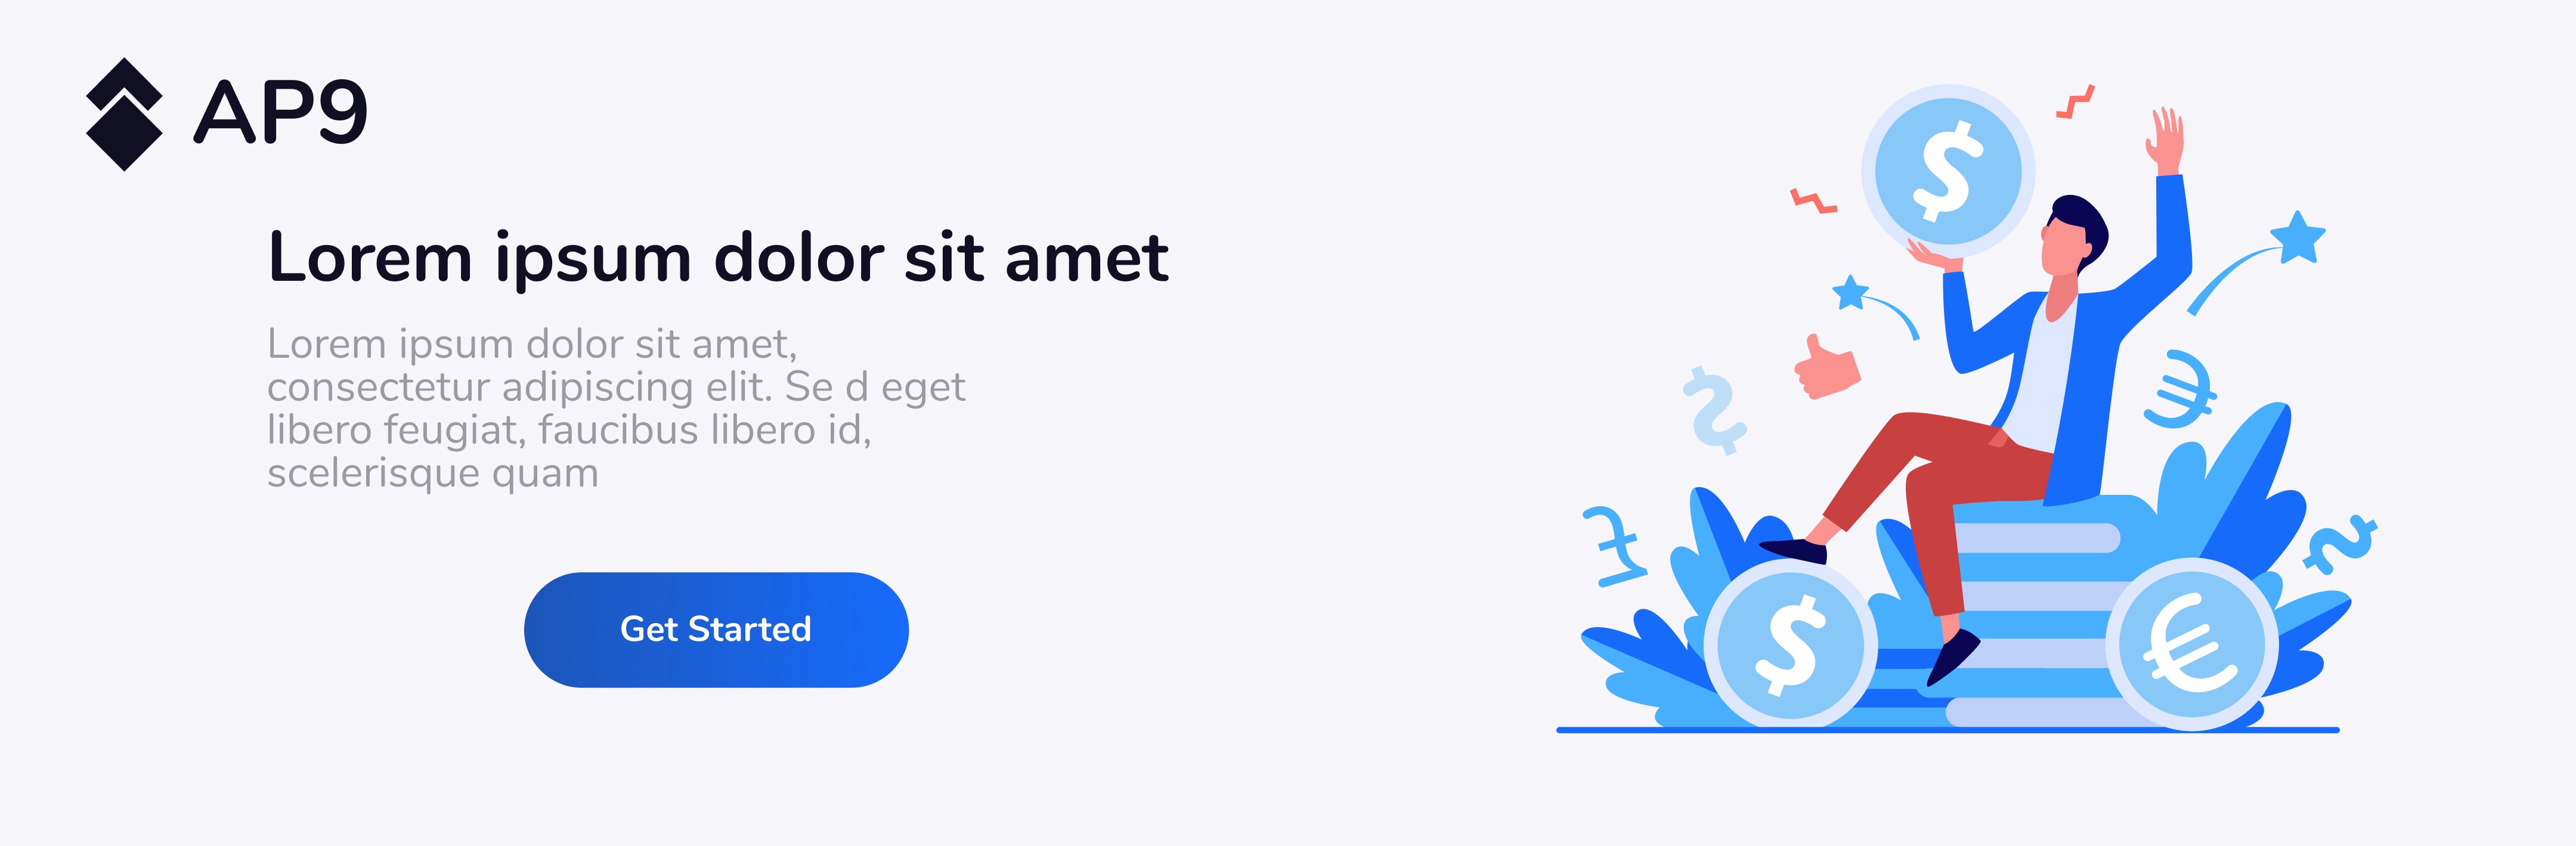 AP9
Lorem ipsum dolor sit amet
Lorem ipsum dolor sit amet,
consectetur adipiscing elit. Se d eget
libero feugiat, faucibus libero id,
scelerisque quam
Get Started
$
$
$
€
€
£
$